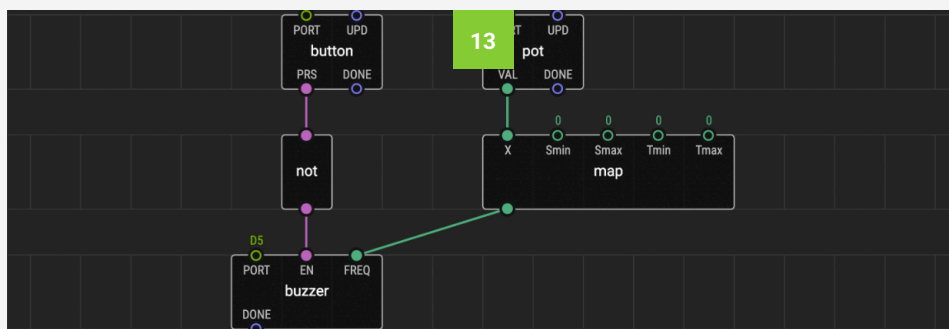 PORT UPD
button
PRS DONE
13
UPD
pot
VAL DONE
not
0 0 0 0
X Smin Smax Tmin Tmax
map
D5
PORT EN FREQ
buzzer
DONE